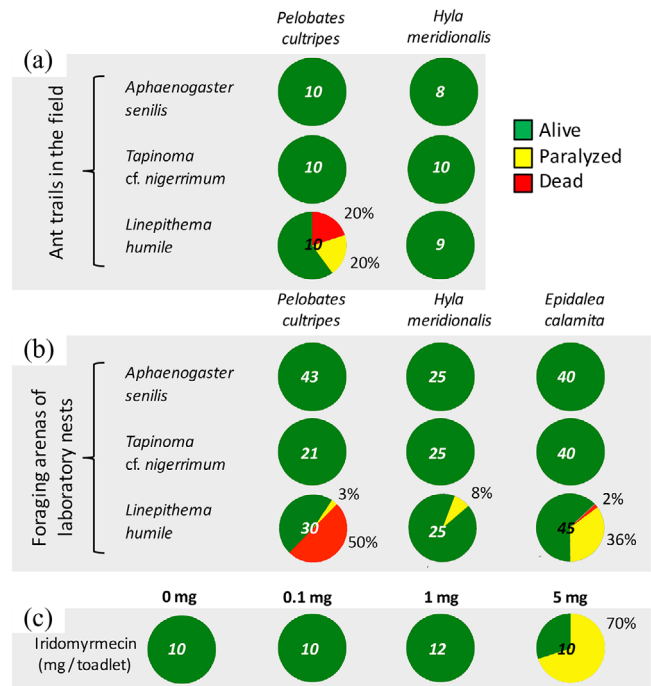 Pelobates cultripes
Hyla meridionalis
(a)
Ant trails in the field
Aphaenogaster senilis
10
8
Tapinoma cf. nigerrimum
10
10
Linepithema humile
10
20%
20%
9
Alive
Paralyzed
Dead
Pelobates cultripes
Hyla meridionalis
Epidalea calamita
(b)
Foraging arenas of laboratory nests
Aphaenogaster senilis
43
25
40
Tapinoma cf. nigerrimum
21
25
40
Linepithema humile
30
3%
50%
25
8%
45
2%
36%
(c)
0 mg
0.1 mg
1 mg
5 mg
Iridomyrmecin (mg / toadlet)
10
10
12
10
70%